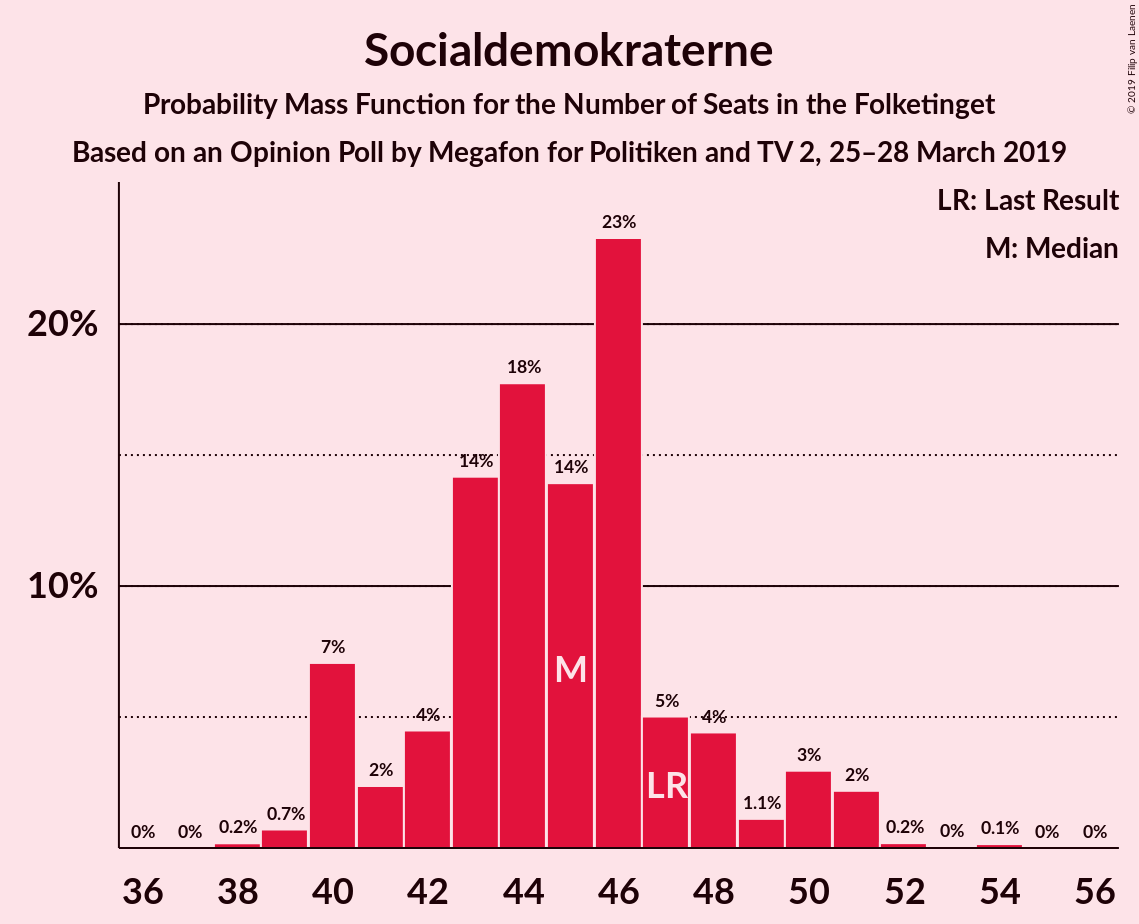 © 2019 Filip van Laenen
Socialdemokraterne
Probability Mass Function for the Number of Seats in the Folketinget
Based on an Opinion Poll by Megafon for Politiken and TV 2, 25–28 March 2019
LR: Last Result
M: Median
20%
10%
0% 0% 0.2% 0.7% 7% 2% 4% 14% 18% 14% 23% 5% 4% 1.1% 3% 2% 0.2% 0% 0.1% 0% 0%
M
LR
36 38 40 42 44 46 48 50 52 54 56